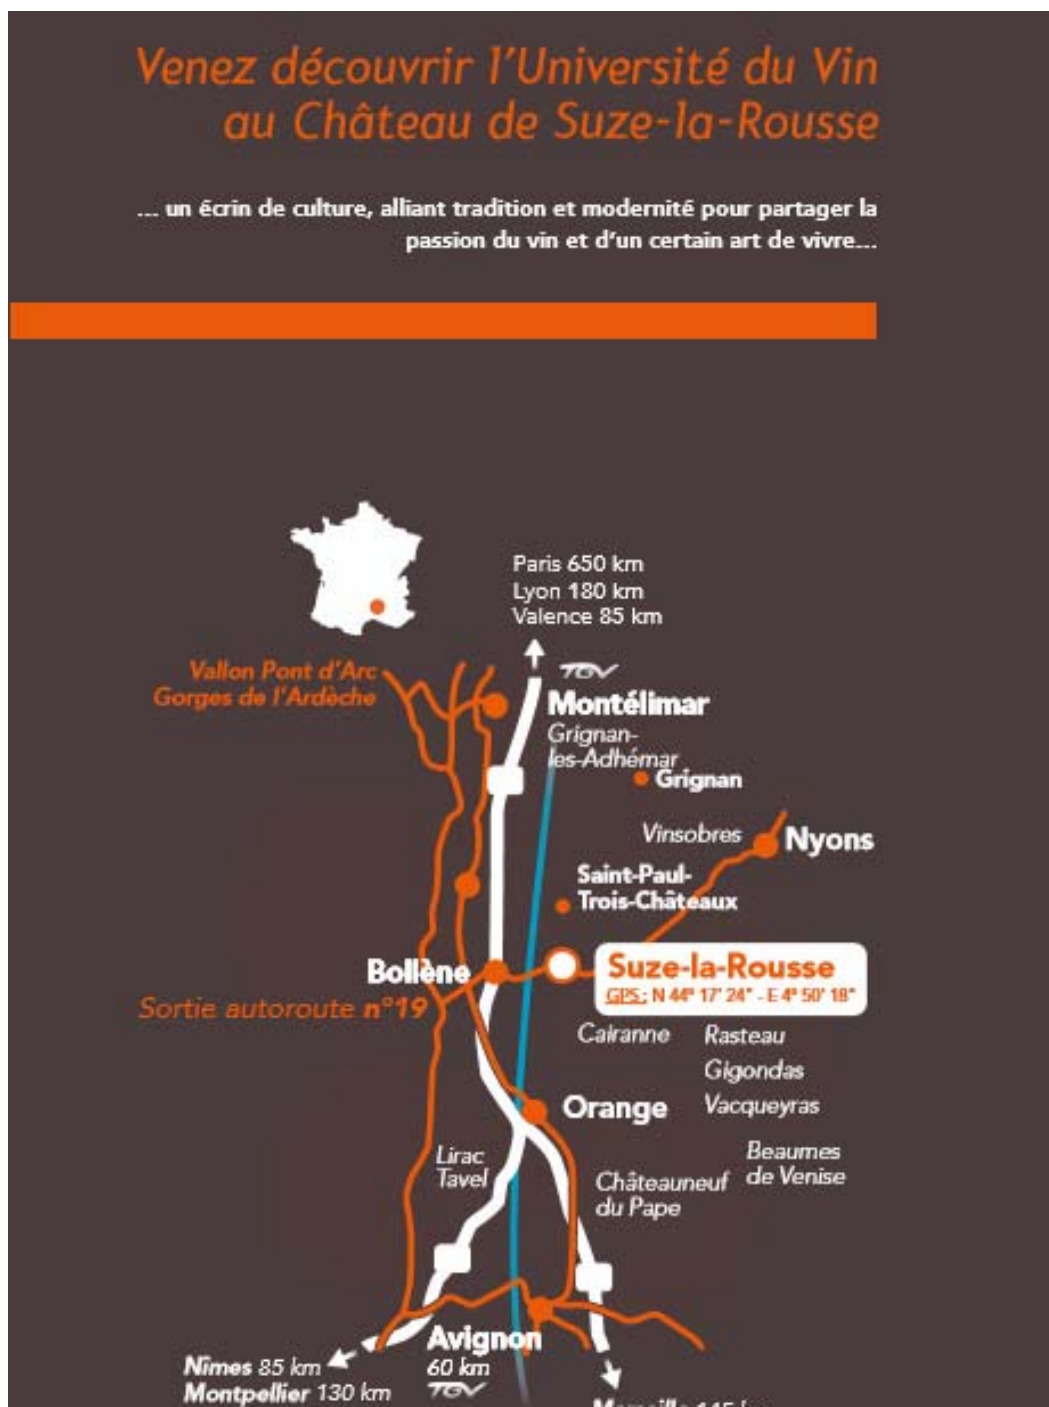 Venez découvrir l'Université du Vin
au Château de Suze-la-Rousse
... un écrin de culture, alliant tradition et modernité pour partager la
passion du vin et d'un certain art de vivre...
Paris 650 km
Lyon 180 km
Valence 85 km
TGV
Vallon Pont d'Arc
Gorges de l'Ardèche
Montélimar
Grignan-
les-Adhémar
Grignan
Vinsobres
Nyons
Saint-Paul-
Trois-Châteaux
Bollène
Suze-la-Rousse
GPS : N 44° 17' 24" - E 4° 50' 18"
Sortie autoroute n°19
Cairanne
Rasteau
Gigondas
Vacqueyras
Orange
Lirac
Tavel
Beaumes
de Venise
Châteauneuf
du Pape
Avignon
60 km
TGV
Nîmes 85 km
Montpellier 130 km